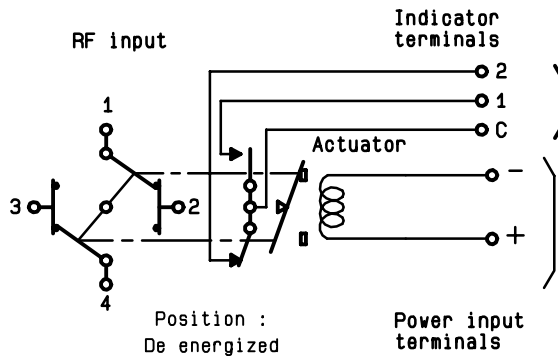 RF input
Indicator
terminals
2
1
C
Actuator
1
3
2
4
-
+
Position :
De energized
Power input
terminals